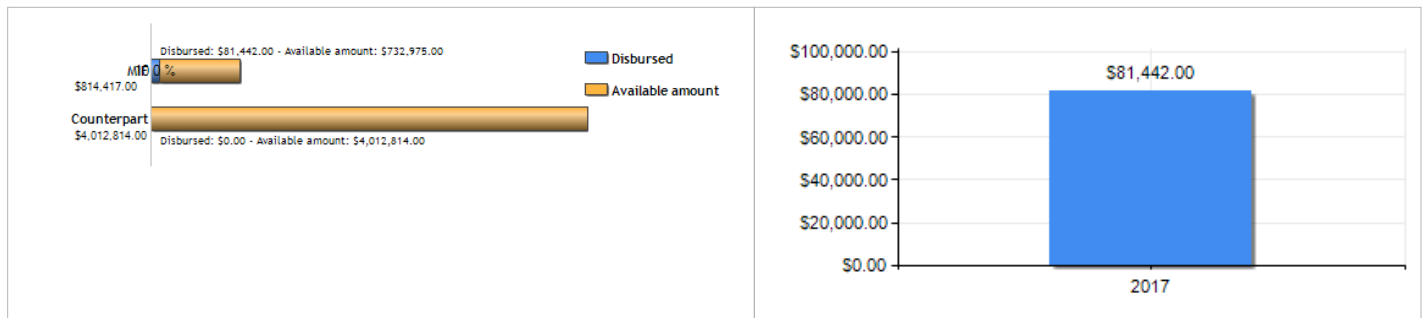 Disbursed: $81,442.00 - Available amount: $732,975.00
MIF 10 %
$814,417.00
Counterpart
$4,012,814.00
Disbursed: $0.00 - Available amount: $4,012,814.00
Disbursed
Available amount
$100,000.00
$81,442.00
$80,000.00
$60,000.00
$40,000.00
$20,000.00
$0.00
2017